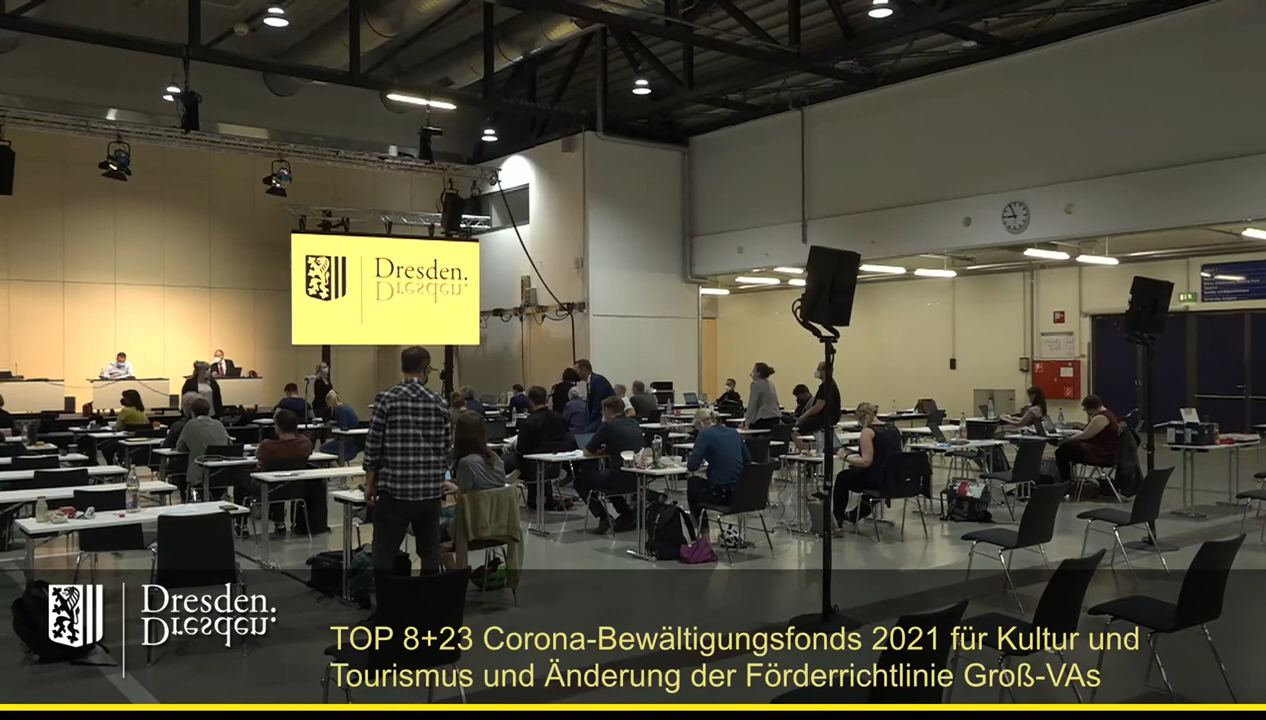 Dresden.
Dresden.
Dresden.
Dresden.
TOP 8+23 Corona-Bewältigungsfonds 2021 für Kultur und
Tourismus und Änderung der Förderrichtlinie Groß-VAs